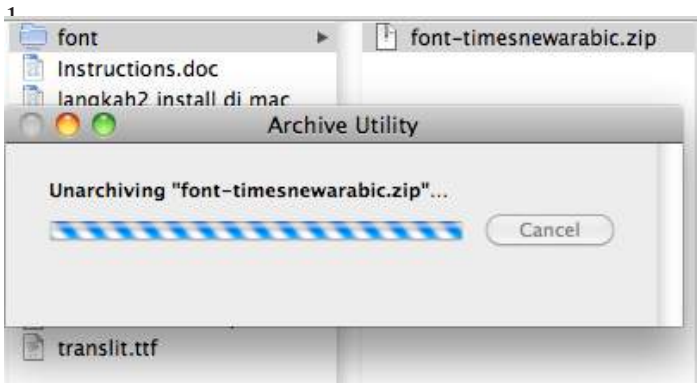 1
font font-timesnewarabic.zip
Instructions.doc
langkah2 install di mac
Archive Utility
Unarchiving "font-timesnewarabic.zip"...
Cancel
translit.ttf